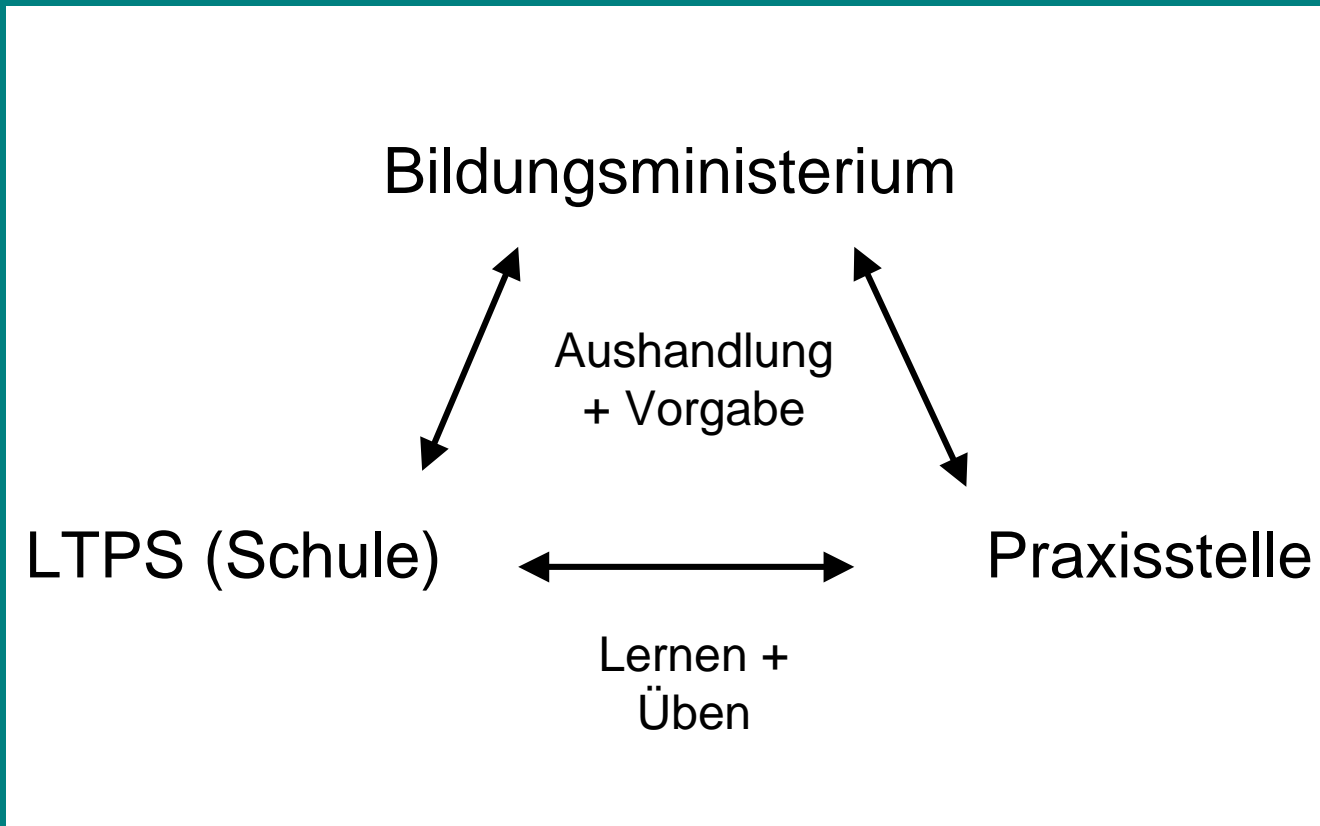 Bildungsministerium
Aushandlung
+ Vorgabe
LTPS (Schule)
Praxisstelle
Lernen +
Üben